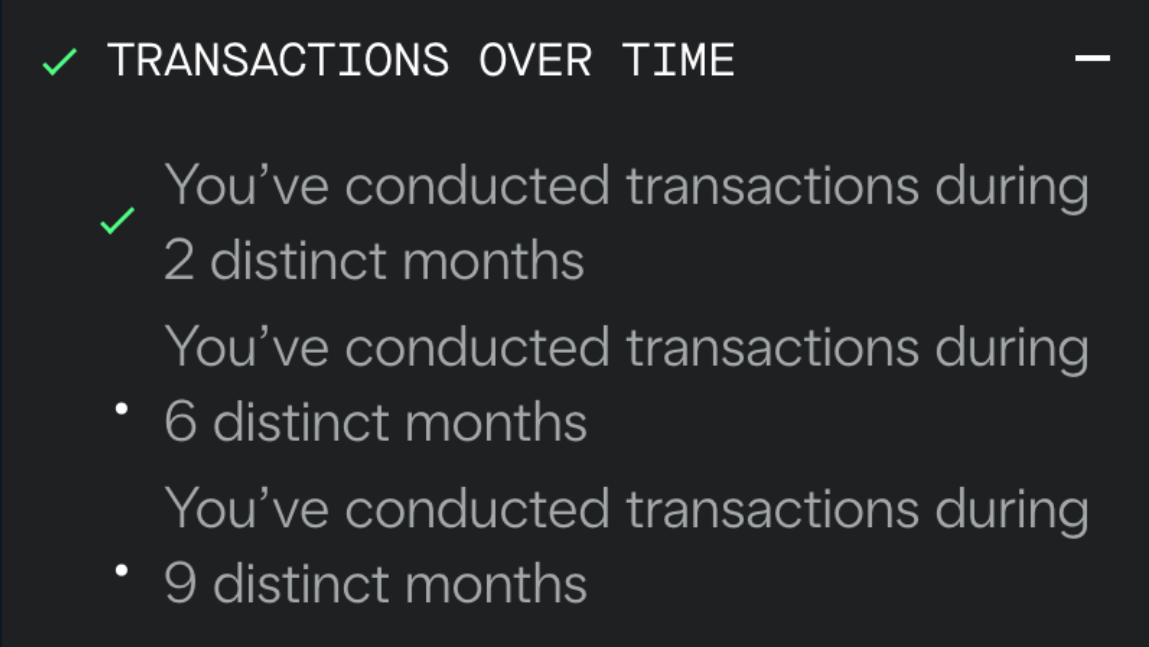 TRANSACTIONS OVER TIME
You’ve conducted transactions during
2 distinct months
You’ve conducted transactions during
6 distinct months
You’ve conducted transactions during
9 distinct months